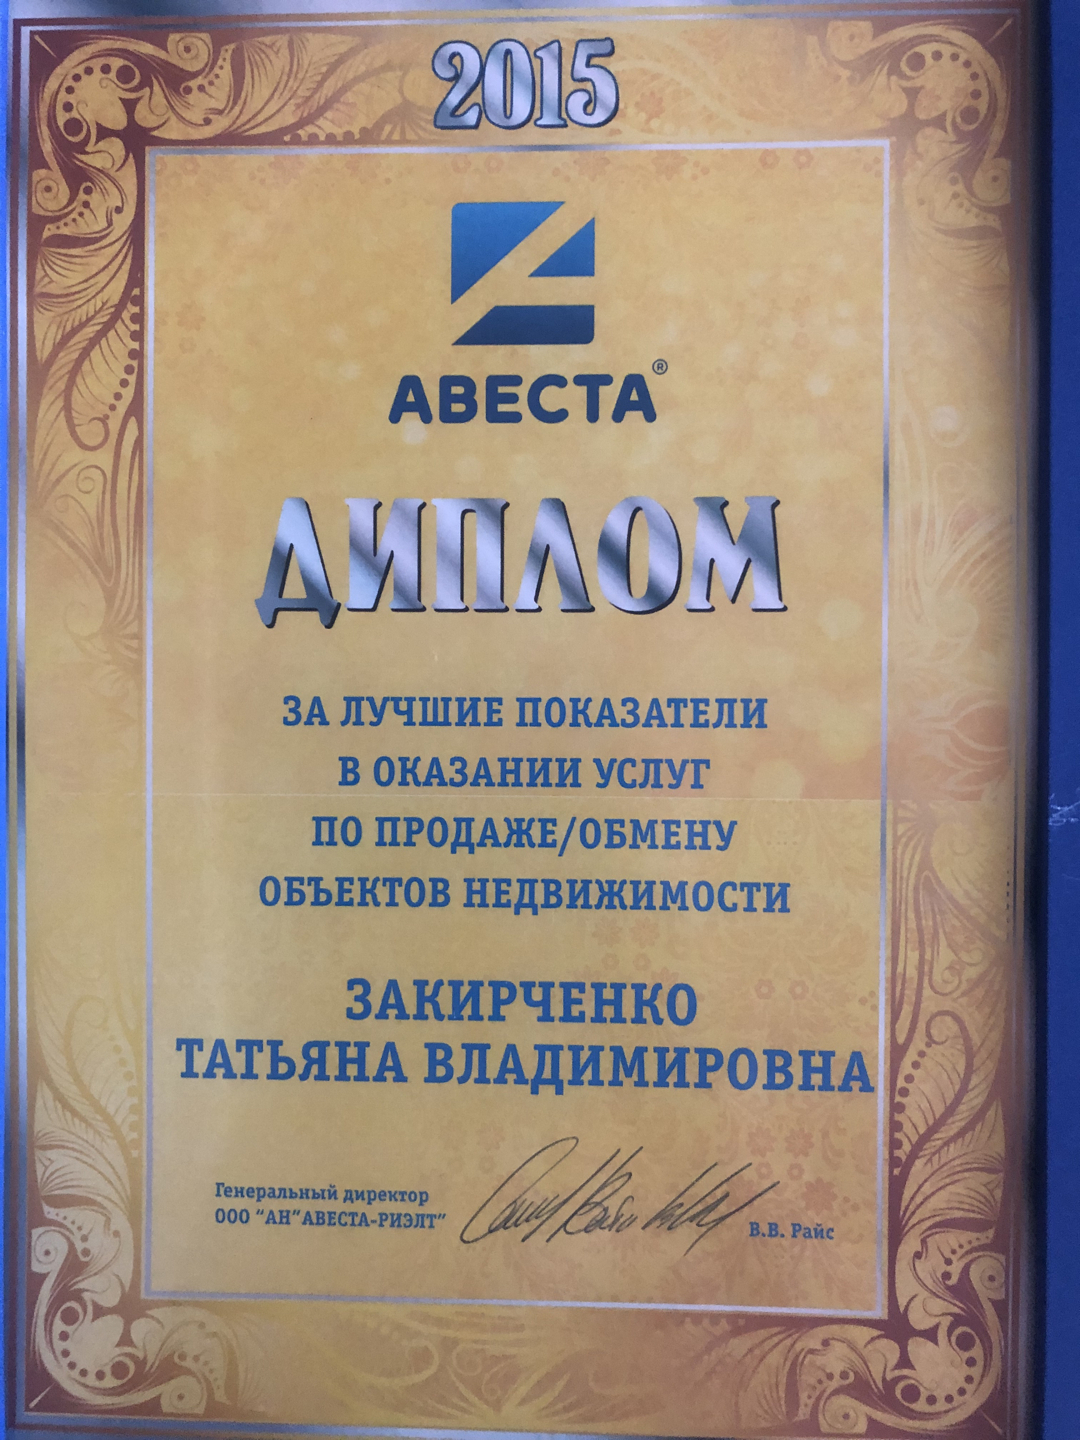 2015
АВЕСТА®
ДИПЛОМ
ЗА ЛУЧШИЕ ПОКАЗАТЕЛИ
В ОКАЗАНИИ УСЛУГ
ПО ПРОДАЖЕ/ОБМЕНУ
ОБЪЕКТОВ НЕДВИЖИМОСТИ
ЗАКИРЧЕНКО
ТАТЬЯНА ВЛАДИМИРОВНА
Генеральный директор
ООО "АН"АВЕСТА-РИЭЛТ"
В.В. Райс